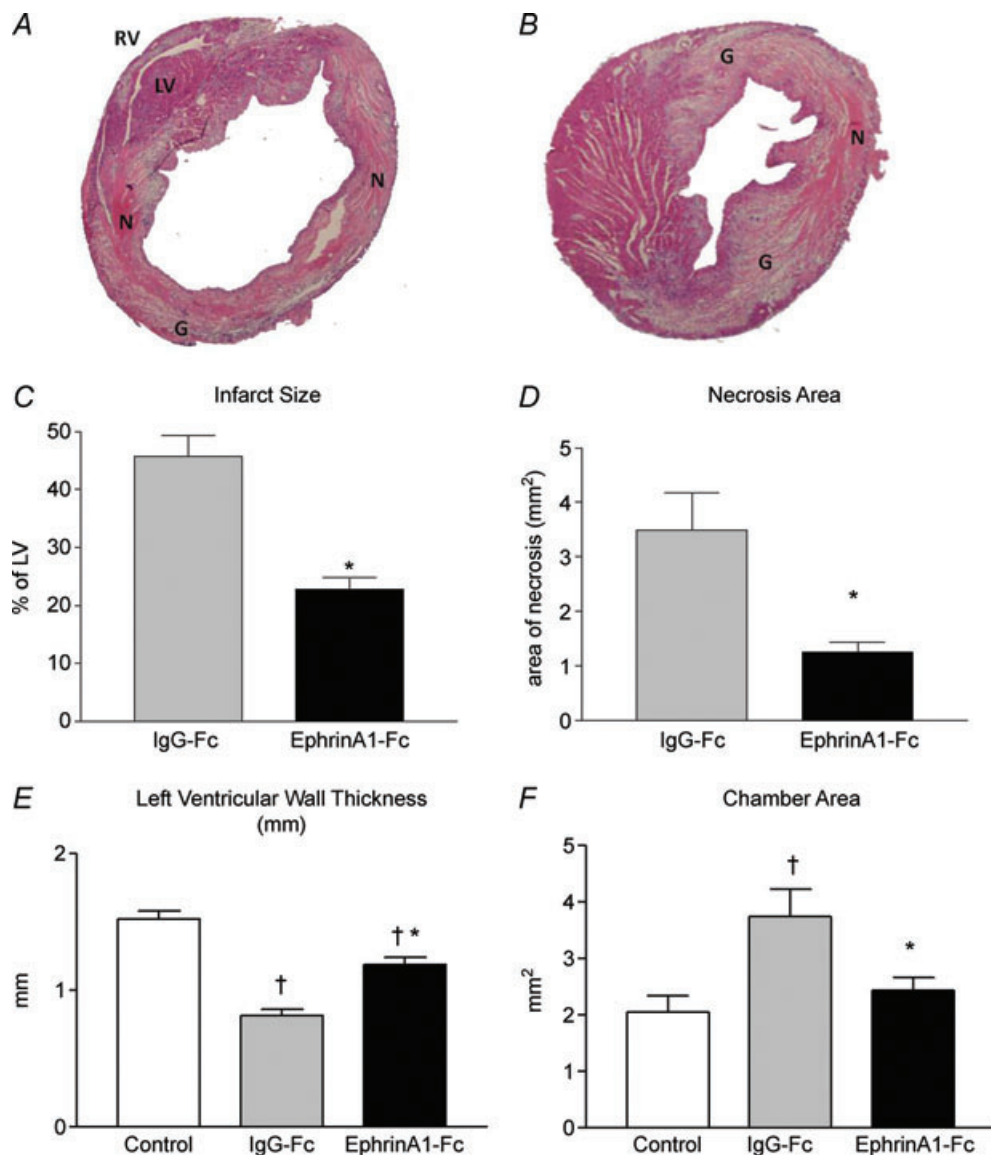 A
RV
LV
N
N
G
B
G
N
G
C
Infarct Size
% of LV
50
40
30
20
10
0
*
IgG-Fc
EphrinA1-Fc
D
Necrosis Area
area of necrosis (mm²)
5
4
3
2
1
0
*
IgG-Fc
EphrinA1-Fc
E
Left Ventricular Wall Thickness
(mm)
mm
2
1
0
†
† *
Control
IgG-Fc
EphrinA1-Fc
F
Chamber Area
mm²
5
4
3
2
1
0
†
*
Control
IgG-Fc
EphrinA1-Fc